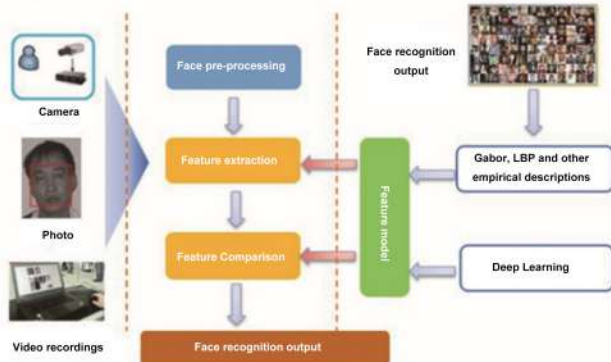 Camera
Photo
Video recordings
Face pre-processing
Feature extraction
Feature Comparison
Face recognition output
Feature model
Face recognition
output
Gabor, LBP and other
empirical descriptions
Deep Learning